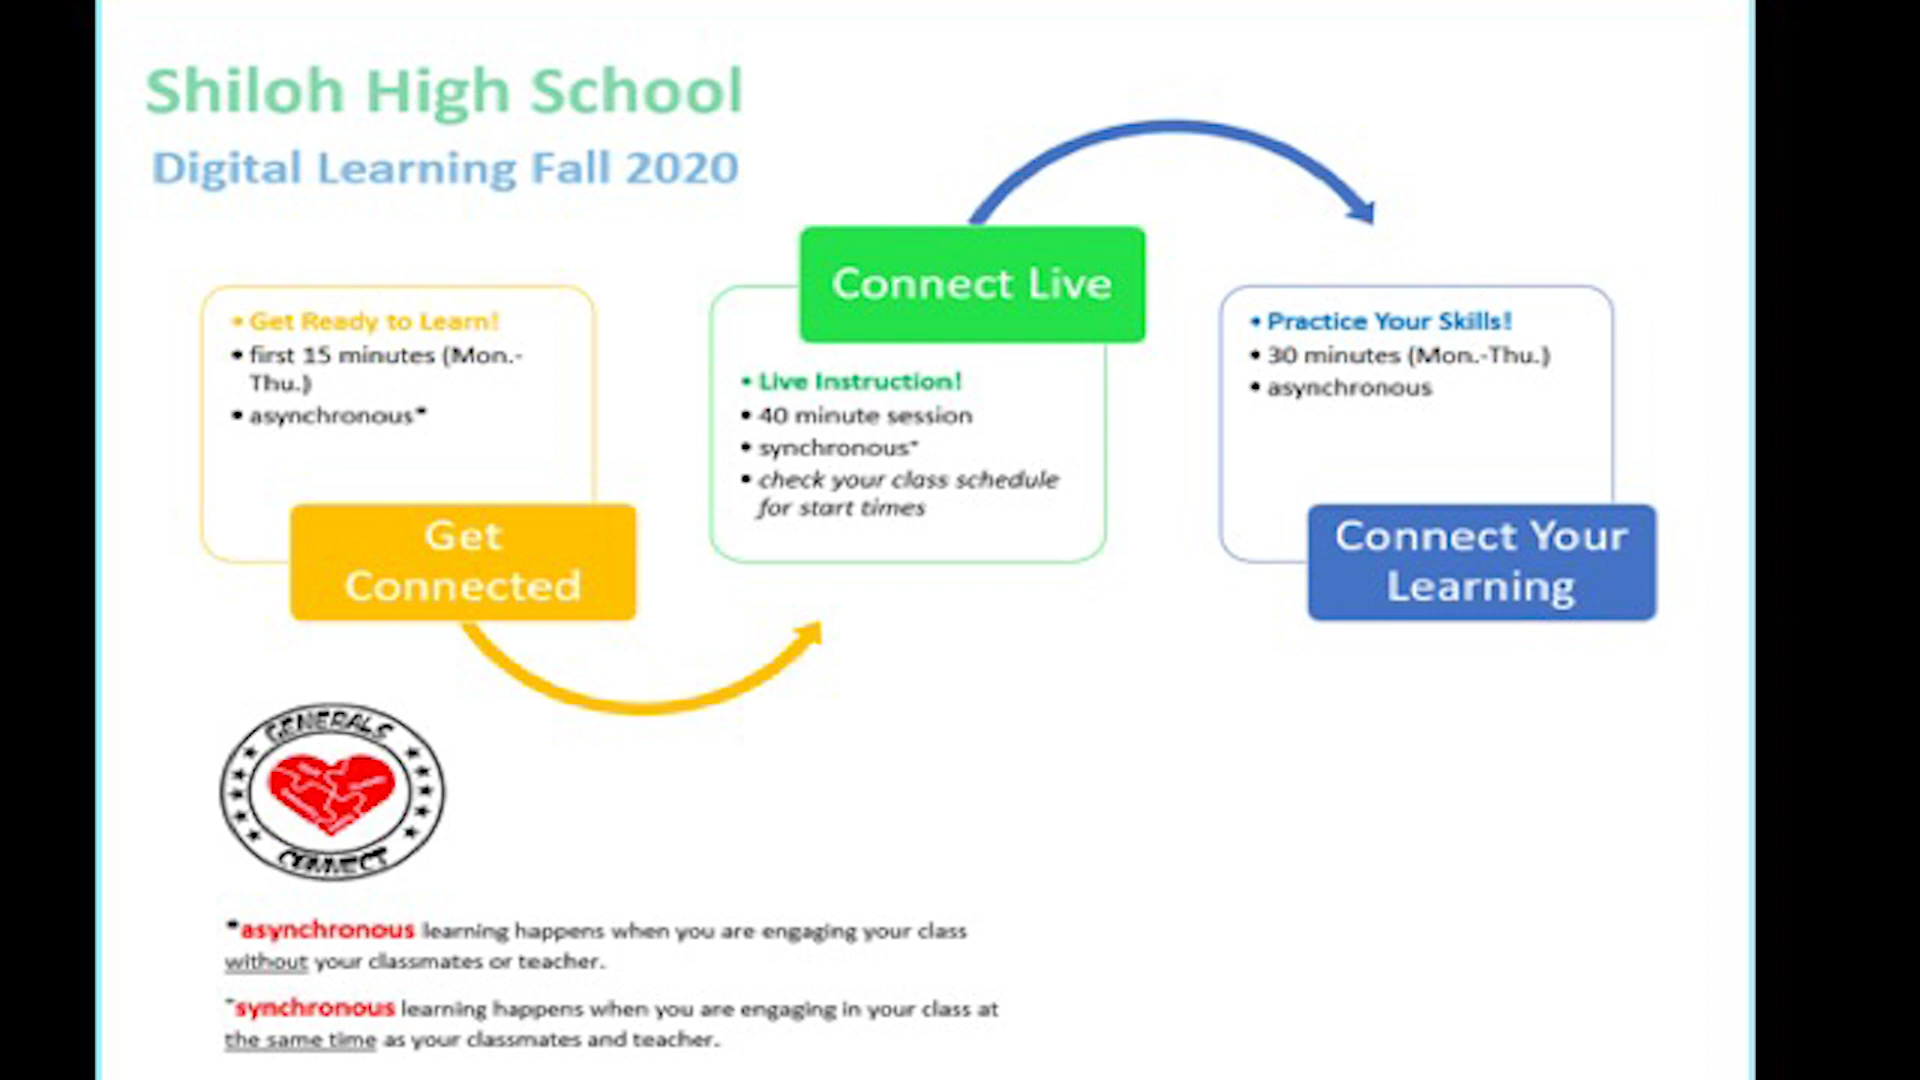 Shiloh High School
Digital Learning Fall 2020
• Get Ready to Learn!
• first 15 minutes (Mon.-
Thu.)
• asynchronous*
Get
Connected
Connect Live
• Live Instruction!
• 40 minute session
• synchronous˜
• check your class schedule
for start times
• Practice Your Skills!
• 30 minutes (Mon.-Thu.)
• asynchronous
Connect Your
Learning
GENERALS
CONNECT
*asynchronous learning happens when you are engaging your class
without your classmates or teacher.
˜synchronous learning happens when you are engaging in your class at
the same time as your classmates and teacher.